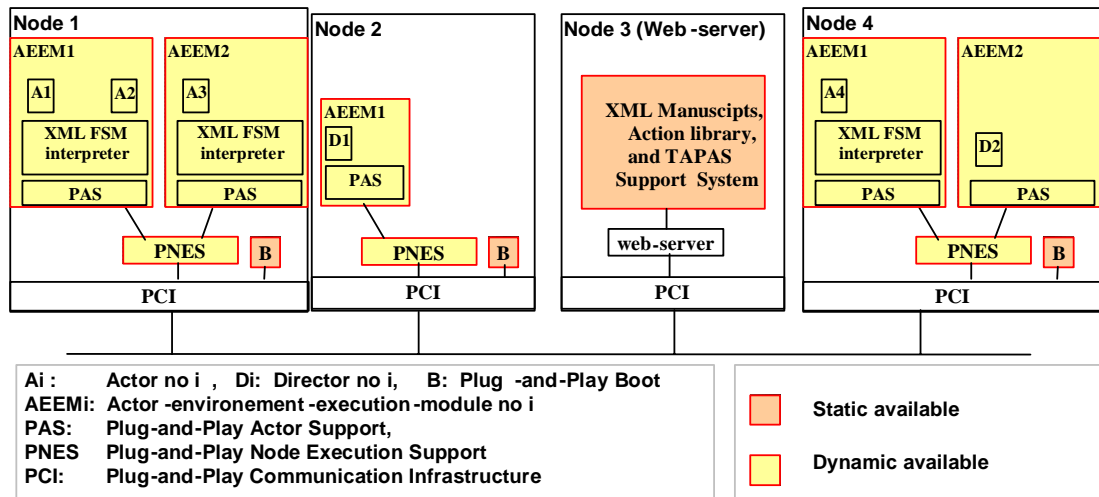 Node 1
AEEM1
A1
A2
XML FSM
interpreter
PAS
AEEM2
A3
XML FSM
interpreter
PAS
PNES
B
PCI
Node 2
AEEM1
D1
PAS
PNES
B
PCI
Node 3 (Web -server)
XML Manuscipts,
Action library,
and TAPAS
Support System
web-server
PCI
Node 4
AEEM1
A4
XML FSM
interpreter
PAS
AEEM2
D2
PAS
PNES
B
PCI
Ai : Actor no i , Di: Director no i, B: Plug -and-Play Boot
AEEMi: Actor -environement -execution -module no i
PAS: Plug-and-Play Actor Support,
PNES Plug-and-Play Node Execution Support
PCI: Plug-and-Play Communication Infrastructure
Static available
Dynamic available